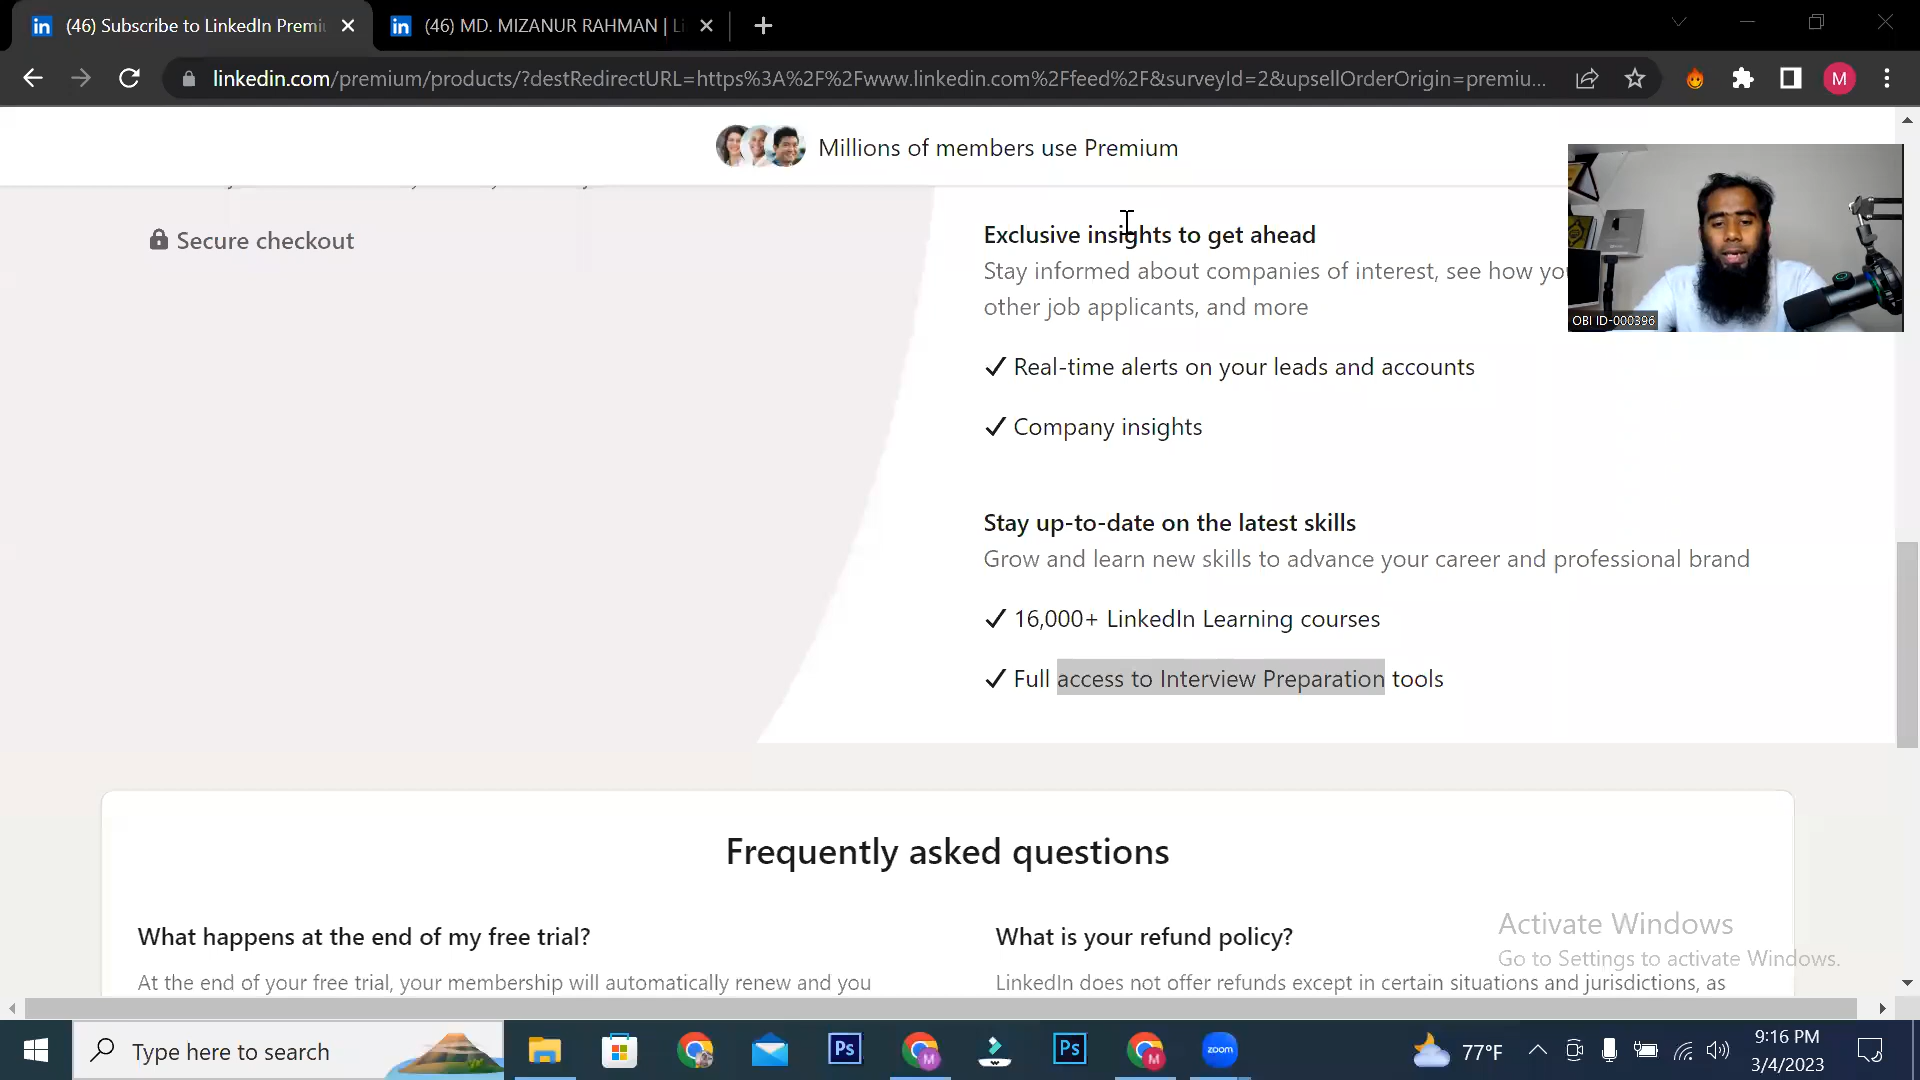 (46) Subscribe to LinkedIn Premi
(46) MD. MIZANUR RAHMAN | Li
linkedin.com/premium/products/?destRedirectURL=https%3A%2F%2Fwww.linkedin.com%2Ffeed%2F&surveyId=2&upsellOrderOrigin=premiu...
M
Millions of members use Premium
Secure checkout
Exclusive insights to get ahead
Stay informed about companies of interest, see how you
other job applicants, and more
✓ Real-time alerts on your leads and accounts
✓ Company insights
OBI ID-000396
Stay up-to-date on the latest skills
Grow and learn new skills to advance your career and professional brand
✓ 16,000+ LinkedIn Learning courses
✓ Full access to Interview Preparation tools
Frequently asked questions
What happens at the end of my free trial?
At the end of your free trial, your membership will automatically renew and you
What is your refund policy?
LinkedIn does not offer refunds except in certain situations and jurisdictions, as
Activate Windows
Go to Settings to activate Windows.
Type here to search
Ps
M
Ps
M
zoom
77°F
9:16 PM
3/4/2023